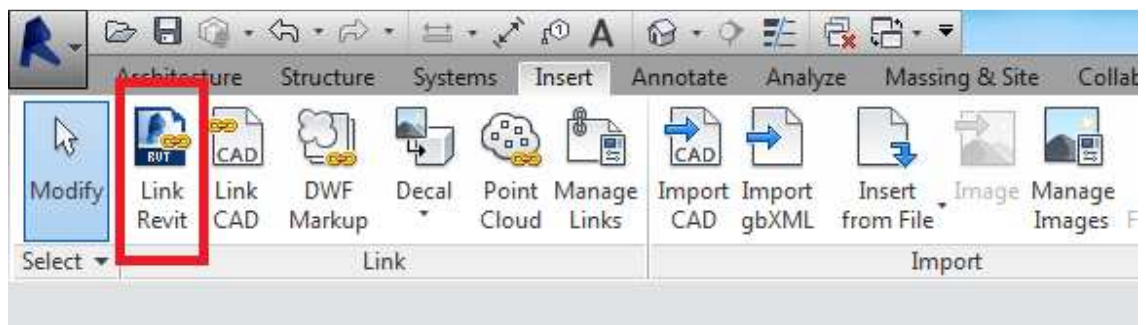 A
Architecture Structure Systems Insert Annotate Analyze Massing & Site Collab
RVT CAD CAD
Modify Link Link DWF Decal Point Manage Import Import Insert Image Manage
Revit CAD Markup Cloud Links CAD gbXML from File Images F
Select Link Import